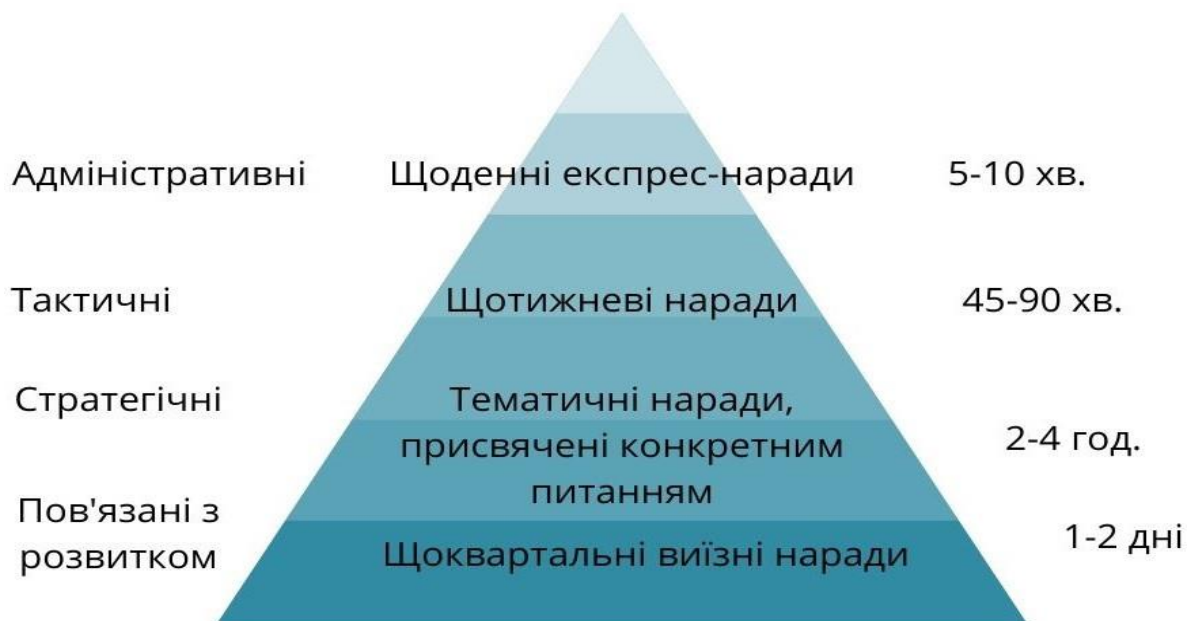 Адміністративні Щоденні експрес-наради 5-10 хв.
Тактичні Щотижневі наради 45-90 хв.
Стратегічні Тематичні наради,
присвячені конкретним
питанням
2-4 год.
Пов'язані з
розвитком
Щоквартальні виїзні наради
1-2 дні